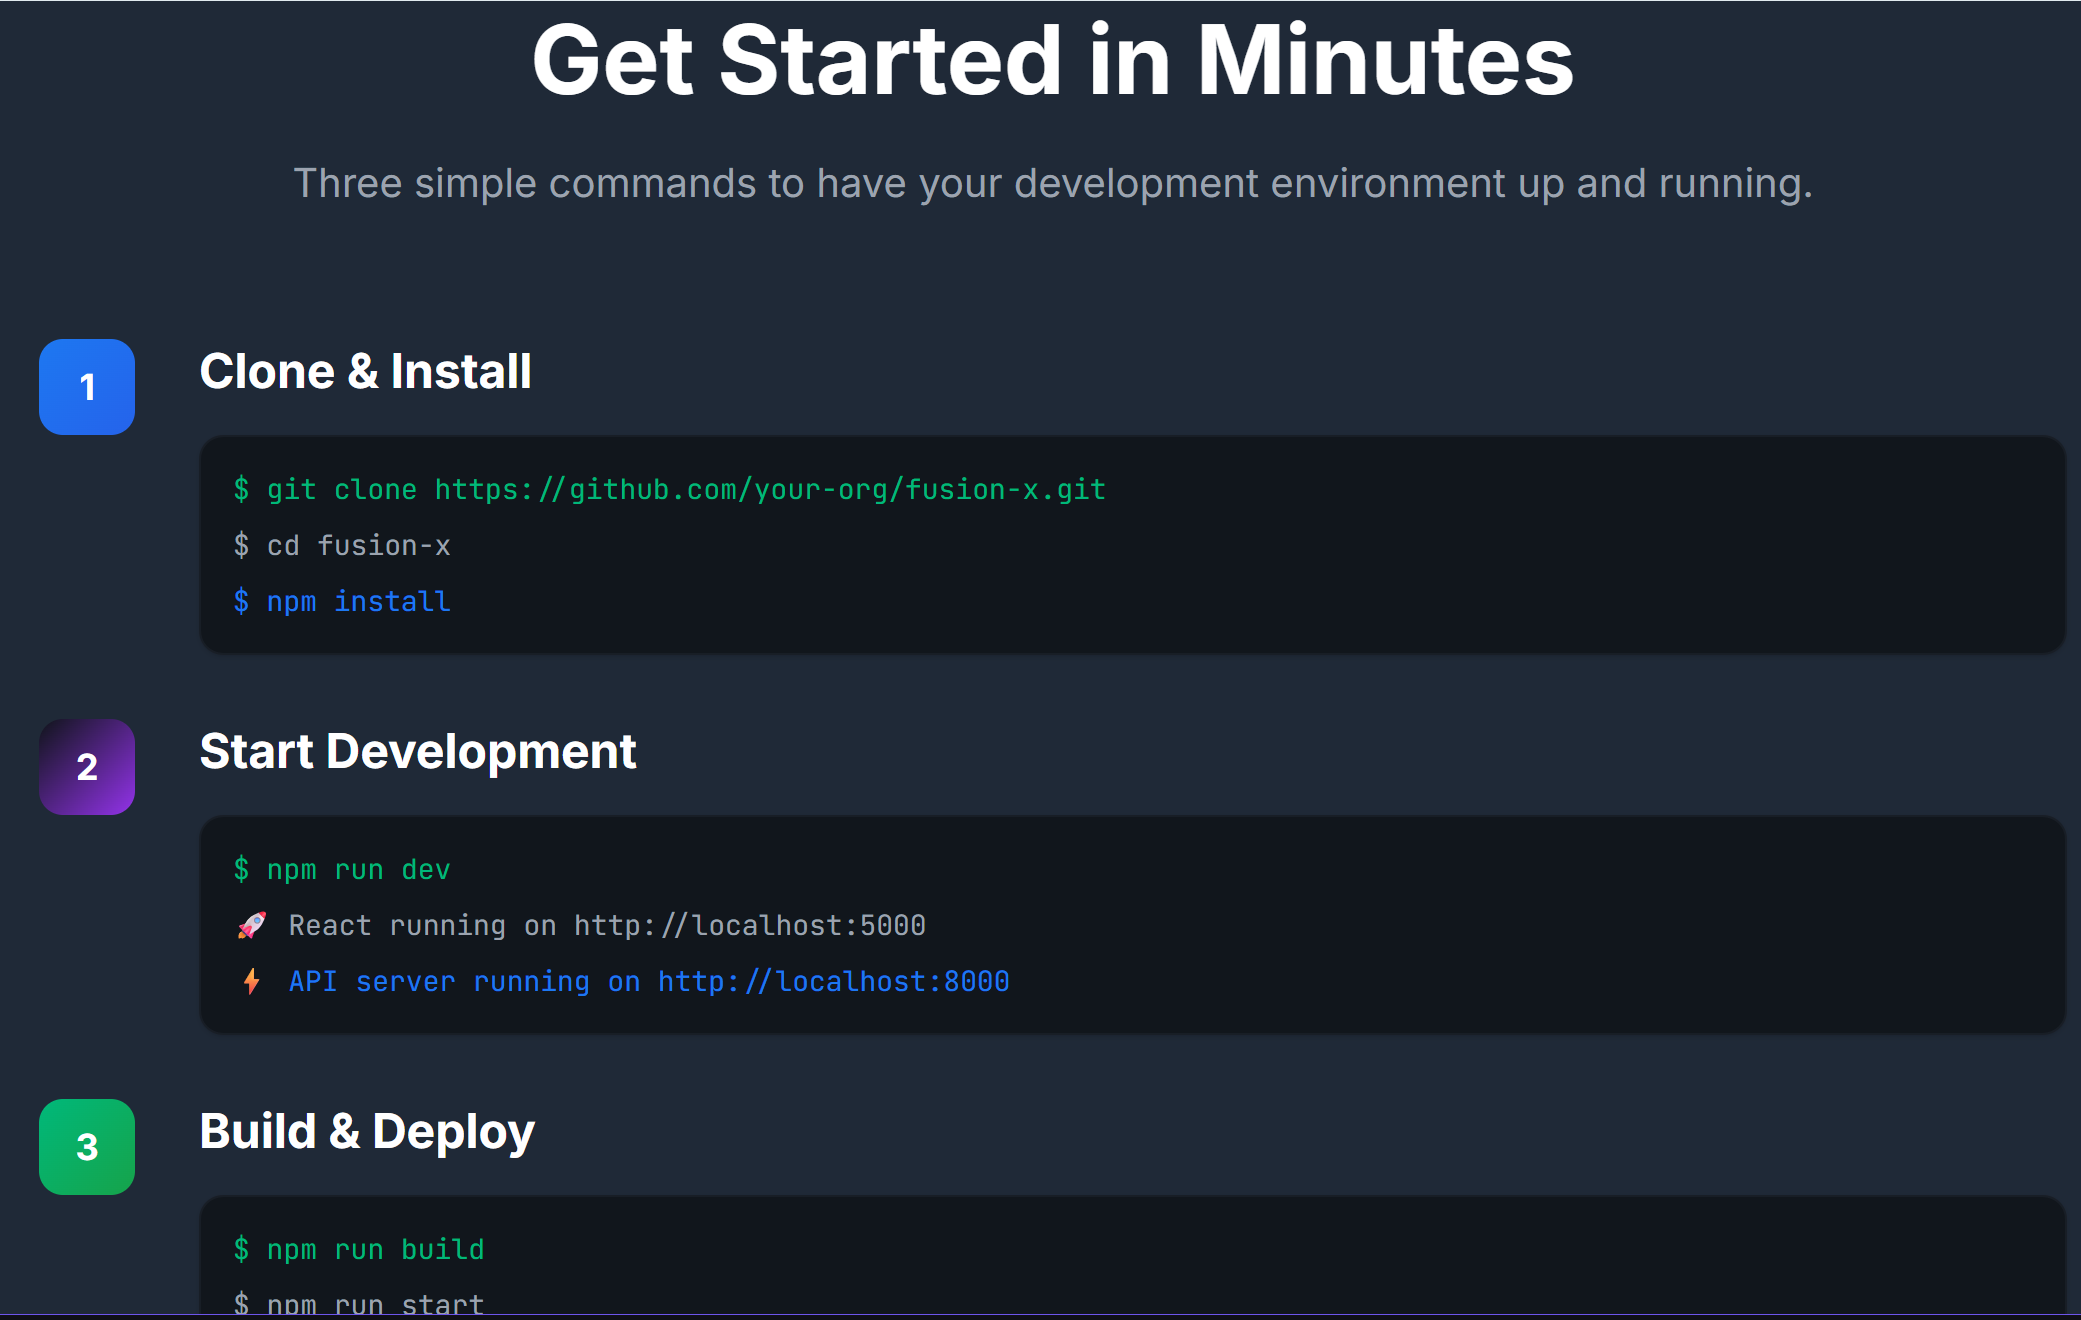 Get Started in Minutes
Three simple commands to have your development environment up and running.
1
Clone & Install
$ git clone https://github.com/your-org/fusion-x.git
$ cd fusion-x
$ npm install
2
Start Development
$ npm run dev
🚀 React running on http://localhost:5000
⚡ API server running on http://localhost:8000
3
Build & Deploy
$ npm run build
$ npm run start